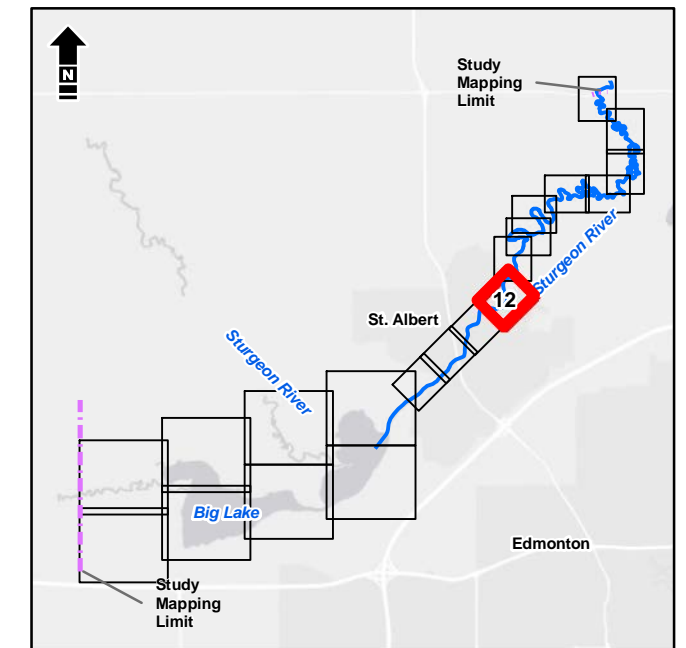 N
Study
Mapping
Limit
Sturgeon River
12
St. Albert
Sturgeon River
Big Lake
Edmonton
Study
Mapping
Limit